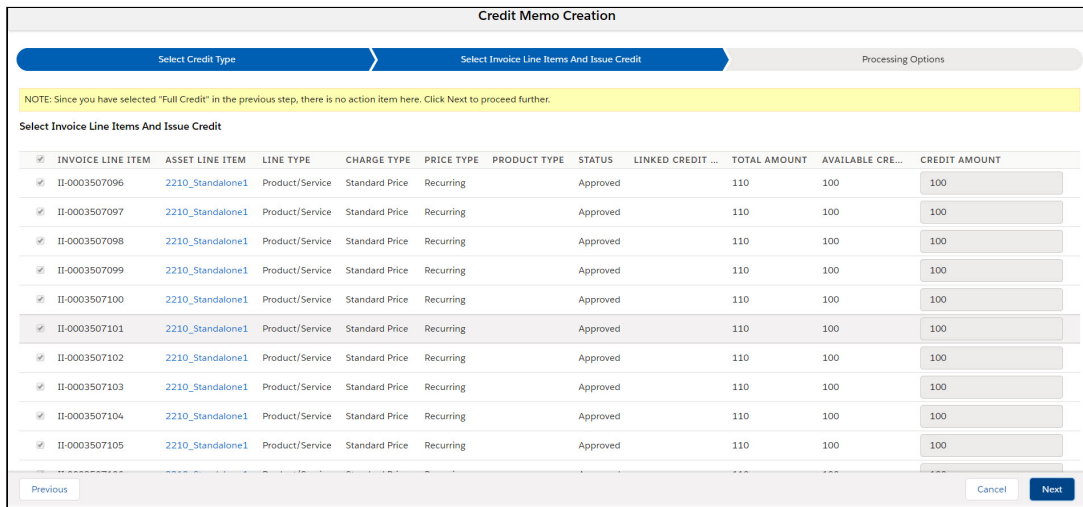 Credit Memo Creation
Select Credit Type
Select Invoice Line Items And Issue Credit
Processing Options
NOTE: Since you have selected "Full Credit" in the previous step, there is no action item here. Click Next to proceed further.
Select Invoice Line Items And Issue Credit
INVOICE LINE ITEM ASSET LINE ITEM LINE TYPE CHARGE TYPE PRICE TYPE PRODUCT TYPE STATUS LINKED CREDIT ... TOTAL AMOUNT AVAILABLE CRE... CREDIT AMOUNT
II-0003507096 2210_Standalone1 Product/Service Standard Price Recurring Approved 110 100 100
II-0003507097 2210_Standalone1 Product/Service Standard Price Recurring Approved 110 100 100
II-0003507098 2210_Standalone1 Product/Service Standard Price Recurring Approved 110 100 100
II-0003507099 2210_Standalone1 Product/Service Standard Price Recurring Approved 110 100 100
II-0003507100 2210_Standalone1 Product/Service Standard Price Recurring Approved 110 100 100
II-0003507101 2210_Standalone1 Product/Service Standard Price Recurring Approved 110 100 100
II-0003507102 2210_Standalone1 Product/Service Standard Price Recurring Approved 110 100 100
II-0003507103 2210_Standalone1 Product/Service Standard Price Recurring Approved 110 100 100
II-0003507104 2210_Standalone1 Product/Service Standard Price Recurring Approved 110 100 100
II-0003507105 2210_Standalone1 Product/Service Standard Price Recurring Approved 110 100 100
Previous
Cancel
Next